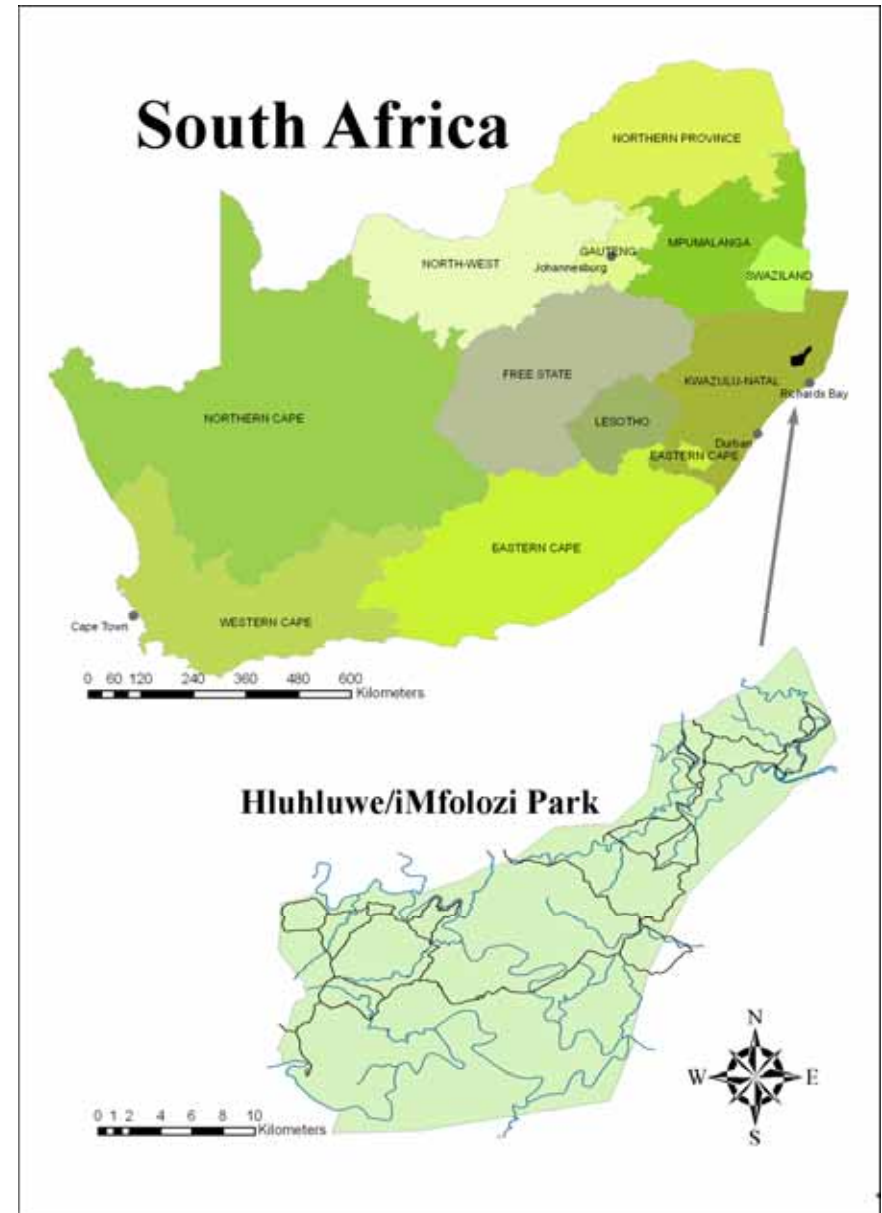 South Africa
NORTHERN PROVINCE
MPUMALANGA
GAUTENG
NORTH-WEST
Johannesburg
SWAZILAND
FREE STATE
KWAZULU-NATAL
Richards Bay
NORTHERN CAPE
LESOTHO
Durban
EASTERN CAPE
EASTERN CAPE
Cape Town
WESTERN CAPE
0 60 120 240 360 480 600
Kilometers
Hluhluwe/iMfolozi Park
N
W E
S
0 1 2 4 6 8 10
Kilometers